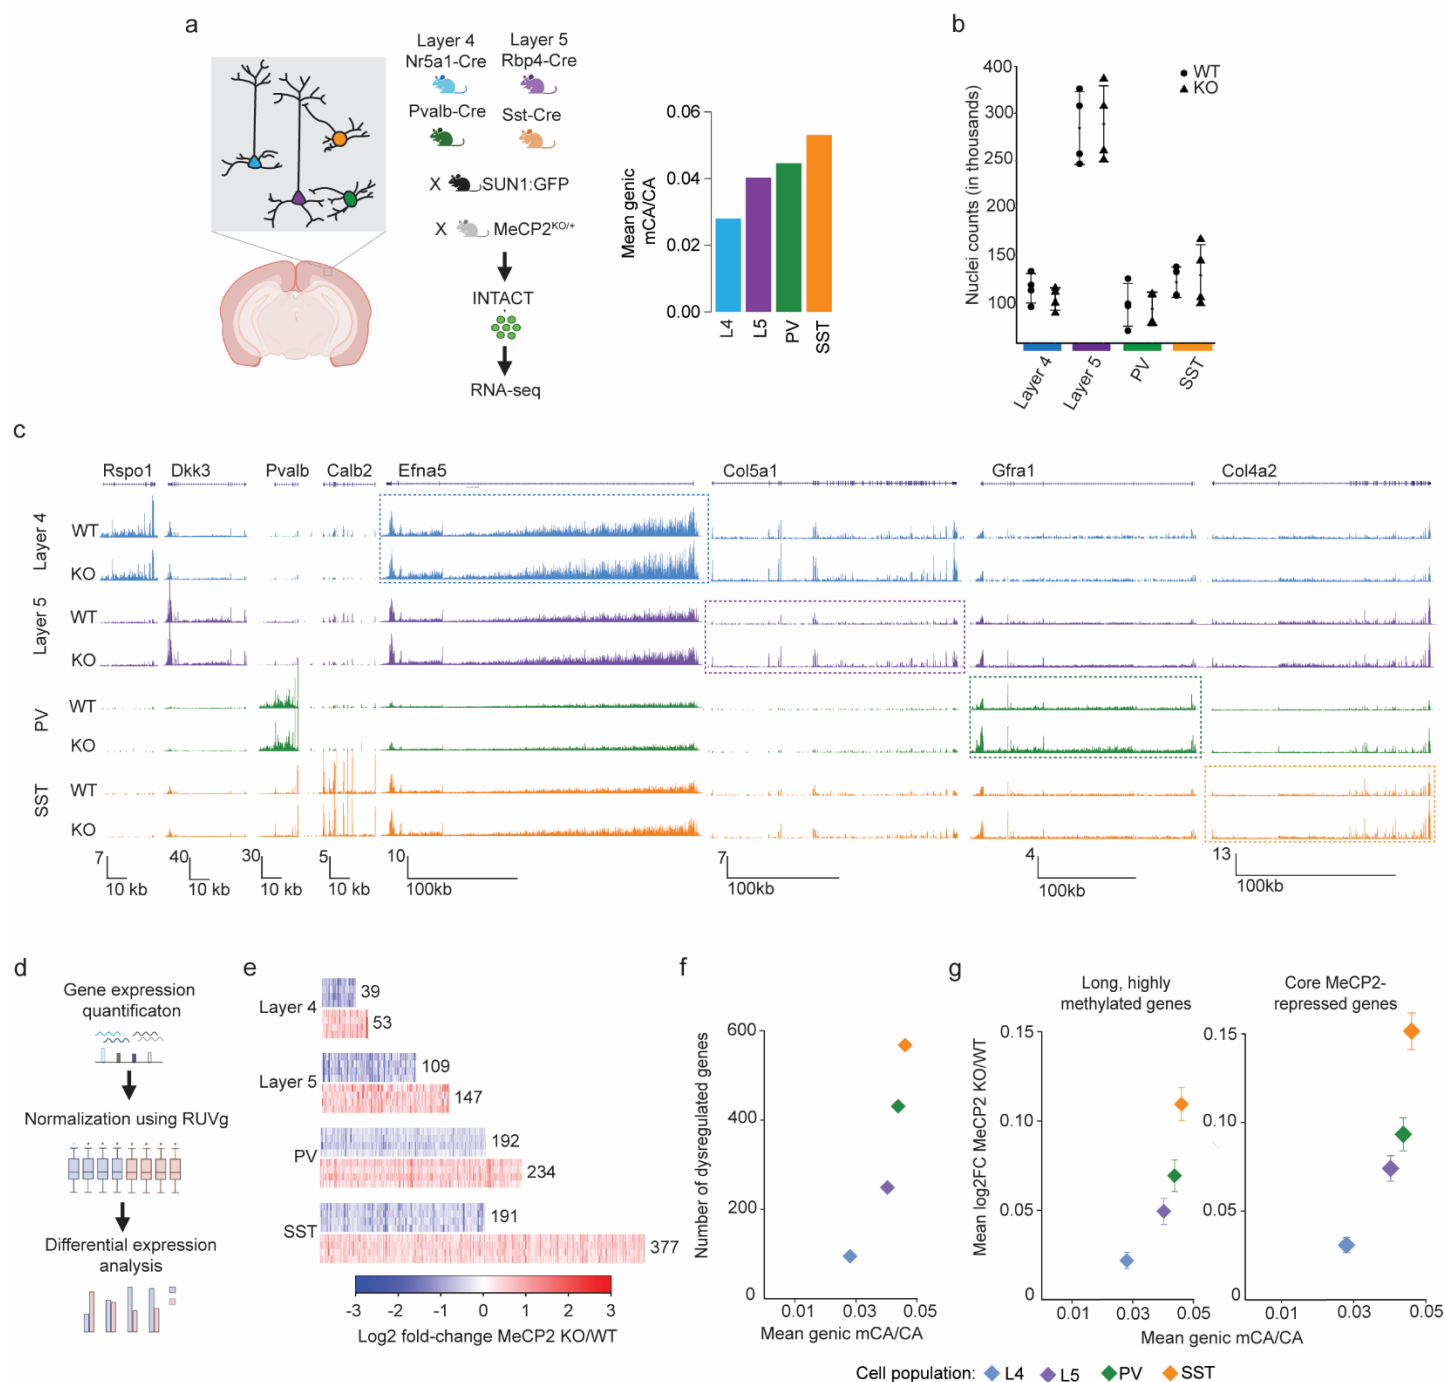 a
Layer 4
Nr5a1-Cre
Layer 5
Rbp4-Cre
Pvalb-Cre
Sst-Cre
X SUN1:GFP
X MeCP2KO/+
INTACT
RNA-seq
Mean genic
mCA/CA
0.06
0.04
0.02
0.00
L4
L5
PV
SST
b
Nuclei counts (in thousands)
400
300
250
200
150
100
WT
KO
Layer 4
Layer 5
PV
SST
c
Rspo1
Dkk3
Pvalb
Calb2
Efna5
Col5a1
Gfra1
Col4a2
Layer 4
WT
KO
Layer 5
WT
KO
PV
WT
KO
SST
WT
KO
7
10 kb
40
10 kb
30
10 kb
5
10 kb
10
100kb
7
100kb
4
100kb
13
100kb
d
Gene expression
quantificaton
Normalization using RUVg
Differential expression
analysis
e
Layer 4
39
53
Layer 5
109
147
PV
192
234
SST
191
377
-3 -2 -1 0 1 2 3
Log2 fold-change MeCP2 KO/WT
f
Number of dysregulated genes
600
400
200
0
0.01 0.03 0.05
Mean genic mCA/CA
g
Long, highly
methylated genes
Core MeCP2-
repressed genes
Mean log2FC MeCP2 KO/WT
0.15
0.10
0.05
0
0.01 0.03 0.05
0.15
0.10
0.05
0
0.01 0.03 0.05
Mean genic mCA/CA
Cell population: L4 L5 PV SST